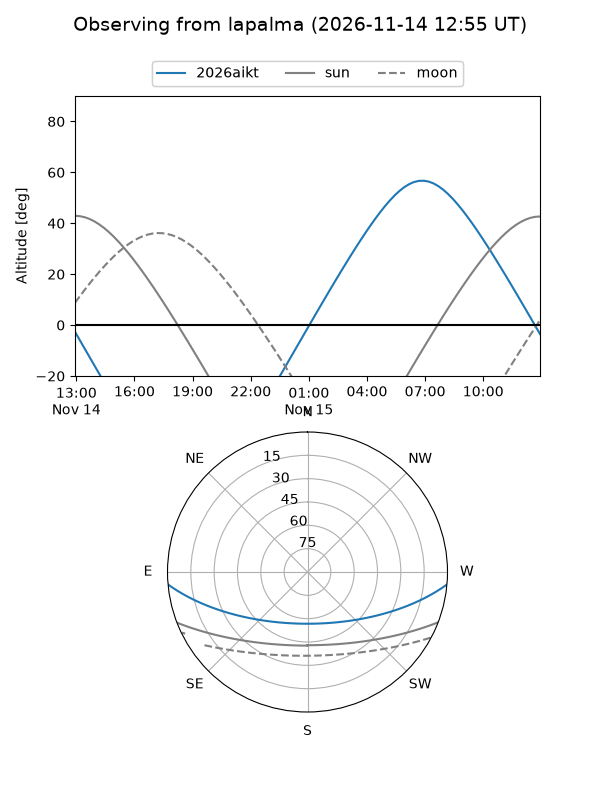 Observing from lapalma (2026-11-14 12:55 UT)
2026aikt sun moon
Altitude [deg]
80
60
40
20
0
−20
13:00 16:00 19:00 22:00 01:00 04:00 07:00 10:00
Nov 14 Nov 15
N
NE NW
15
30
45
60
75
E W
SE SW
S